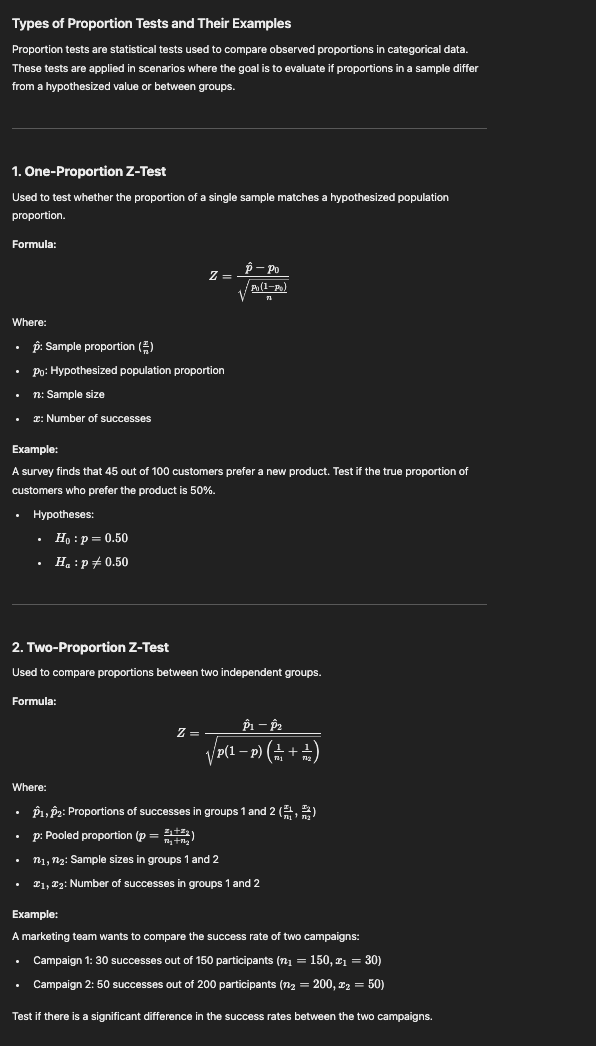 Types of Proportion Tests and Their Examples
Proportion tests are statistical tests used to compare observed proportions in categorical data.
These tests are applied in scenarios where the goal is to evaluate if proportions in a sample differ
from a hypothesized value or between groups.
1. One-Proportion Z-Test
Used to test whether the proportion of a single sample matches a hypothesized population
proportion.
Formula:
$Z = \frac{\hat{p} - p_0}{\sqrt{\frac{p_0(1-p_0)}{n}}}$
Where:
• $\hat{p}$: Sample proportion ($\frac{x}{n}$)
• $p_0$: Hypothesized population proportion
• $n$: Sample size
• $x$: Number of successes
Example:
A survey finds that 45 out of 100 customers prefer a new product. Test if the true proportion of
customers who prefer the product is 50%.
• Hypotheses:
• $H_0 : p = 0.50$
• $H_a : p \neq 0.50$
2. Two-Proportion Z-Test
Used to compare proportions between two independent groups.
Formula:
$Z = \frac{\hat{p}_1 - \hat{p}_2}{\sqrt{p(1-p)\left(\frac{1}{n_1} + \frac{1}{n_2}\right)}}$
Where:
• $\hat{p}_1, \hat{p}_2$: Proportions of successes in groups 1 and 2 ($\frac{x_1}{n_1}, \frac{x_2}{n_2}$)
• $p$: Pooled proportion ($p = \frac{x_1+x_2}{n_1+n_2}$)
• $n_1, n_2$: Sample sizes in groups 1 and 2
• $x_1, x_2$: Number of successes in groups 1 and 2
Example:
A marketing team wants to compare the success rate of two campaigns:
• Campaign 1: 30 successes out of 150 participants ($n_1 = 150, x_1 = 30$)
• Campaign 2: 50 successes out of 200 participants ($n_2 = 200, x_2 = 50$)
Test if there is a significant difference in the success rates between the two campaigns.